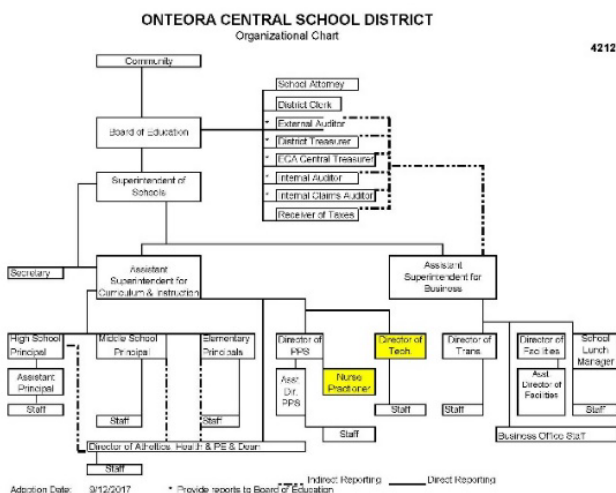 ONTEORA CENTRAL SCHOOL DISTRICT
Organizational Chart
4212
Community
School Attorney
District Clerk
Board of Education
* External Auditor
* District Treasurer
* ECA Central Treasurer
Superintendent of
Schools
* Internal Auditor
* Internal Claims Auditor
Receiver of Taxes
Secretary
Assistant
Superintendent for
Curriculum & Instruction
Assistant
Superintendent for
Business
High School
Principal
Middle School
Principal
Elementary
Principals
Director of
PPS
Director of
Tech.
Director of
Trans.
Director of
Facilities
School
Lunch
Manager
Assistant
Principal
Asst.
Dir.
PPS
Nurse
Practioner
Asst
Director of
Facilities
Staff
Staff
Staff
Staff
Staff
Staff
Staff
Business Office Staff
Director of Athletics, Health & PE & Dean
Staff
Indirect Reporting
Direct Reporting
Adoption Date: 9/12/2017
* Provide reports to Board of Education